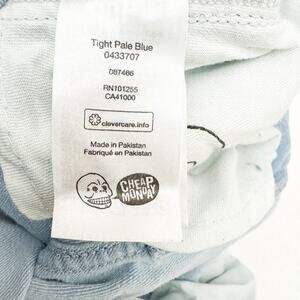 Tight Pale Blue
0433707
087466
RN101255
CA41000
clevercare.info
Made in Pakistan
Fabriqué en Pakistan
CHEAP
MONDAY